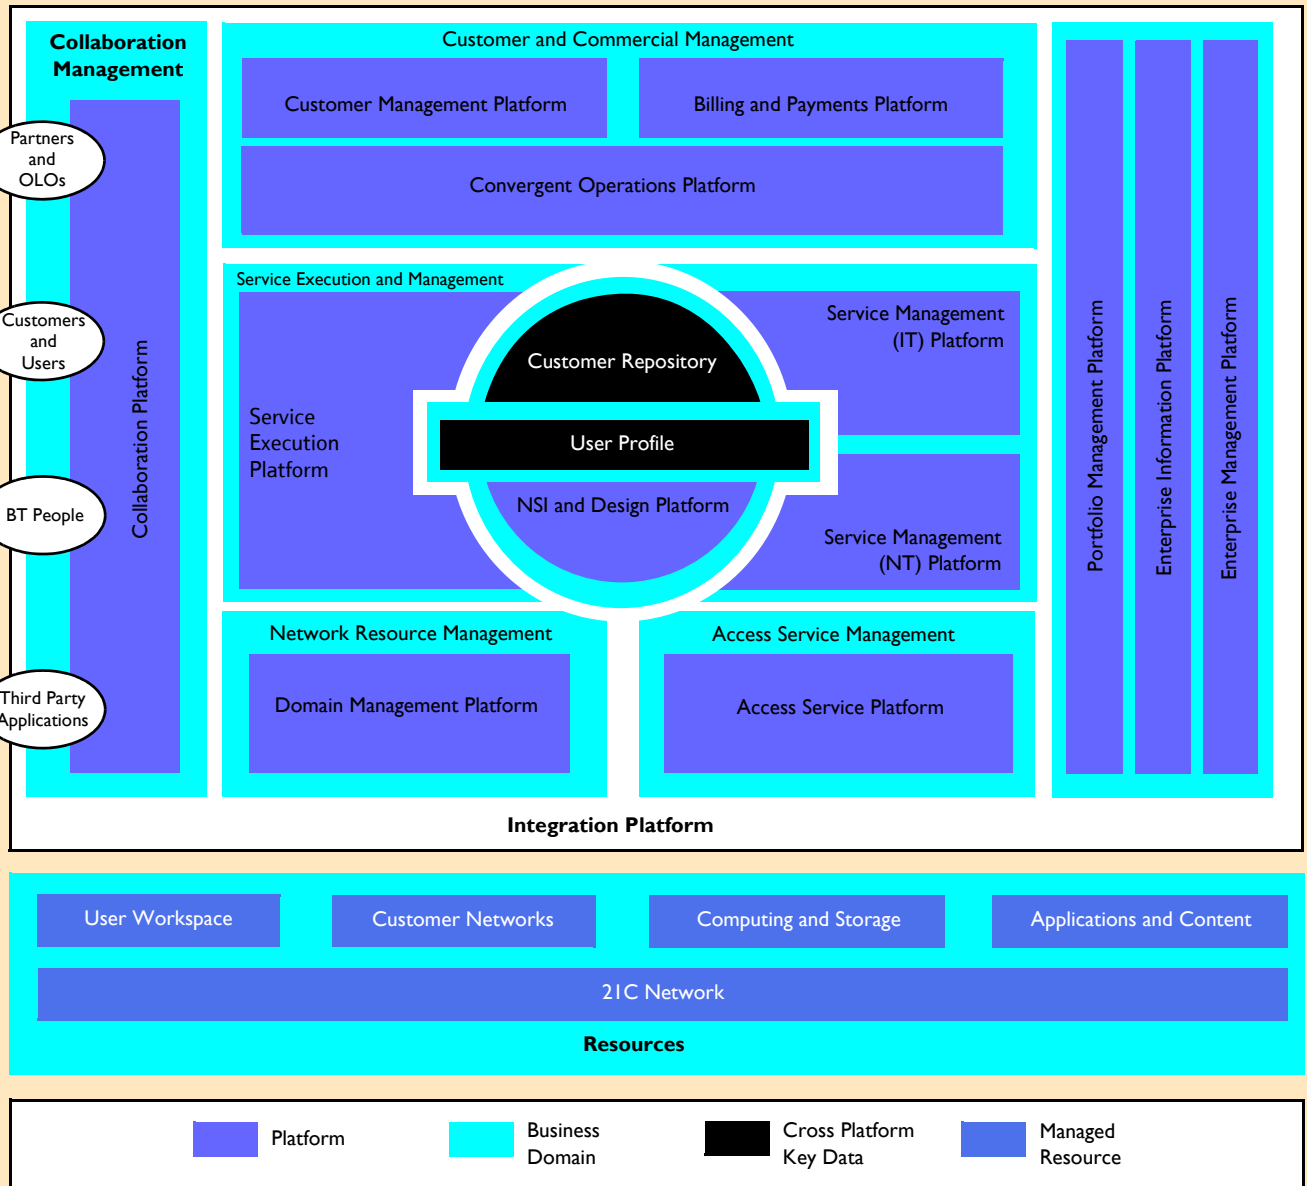 Collaboration
Management
Partners
and
OLOs
Customers
and
Users
BT People
Third Party
Applications
Collaboration Platform
Customer and Commercial Management
Customer Management Platform
Billing and Payments Platform
Convergent Operations Platform
Service Execution and Management
Service
Execution
Platform
Customer Repository
User Profile
NSI and Design Platform
Service Management
(IT) Platform
Service Management
(NT) Platform
Network Resource Management
Domain Management Platform
Access Service Management
Access Service Platform
Portfolio Management Platform
Enterprise Information Platform
Enterprise Management Platform
Integration Platform
User Workspace
Customer Networks
Computing and Storage
Applications and Content
21C Network
Resources
Platform
Business
Domain
Cross Platform
Key Data
Managed
Resource